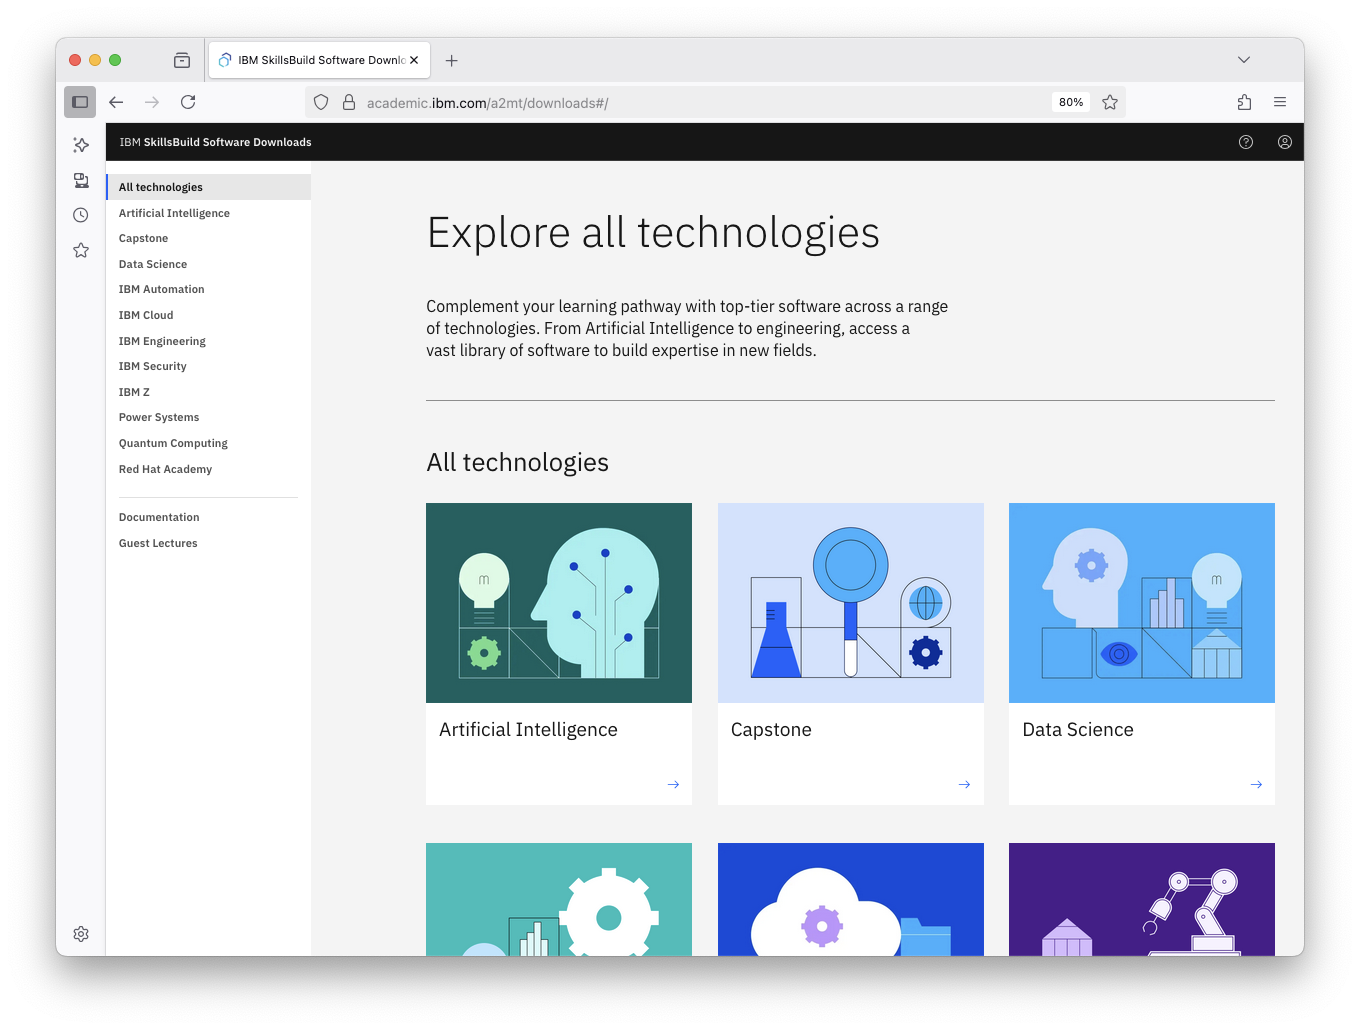 IBM SkillsBuild Software Downlo
academic.ibm.com/a2mt/downloads#/
80%
IBM SkillsBuild Software Downloads
All technologies
Artificial Intelligence
Capstone
Data Science
IBM Automation
IBM Cloud
IBM Engineering
IBM Security
IBM Z
Power Systems
Quantum Computing
Red Hat Academy
Documentation
Guest Lectures
Explore all technologies
Complement your learning pathway with top-tier software across a range
of technologies. From Artificial Intelligence to engineering, access a
vast library of software to build expertise in new fields.
All technologies
Artificial Intelligence
Capstone
Data Science